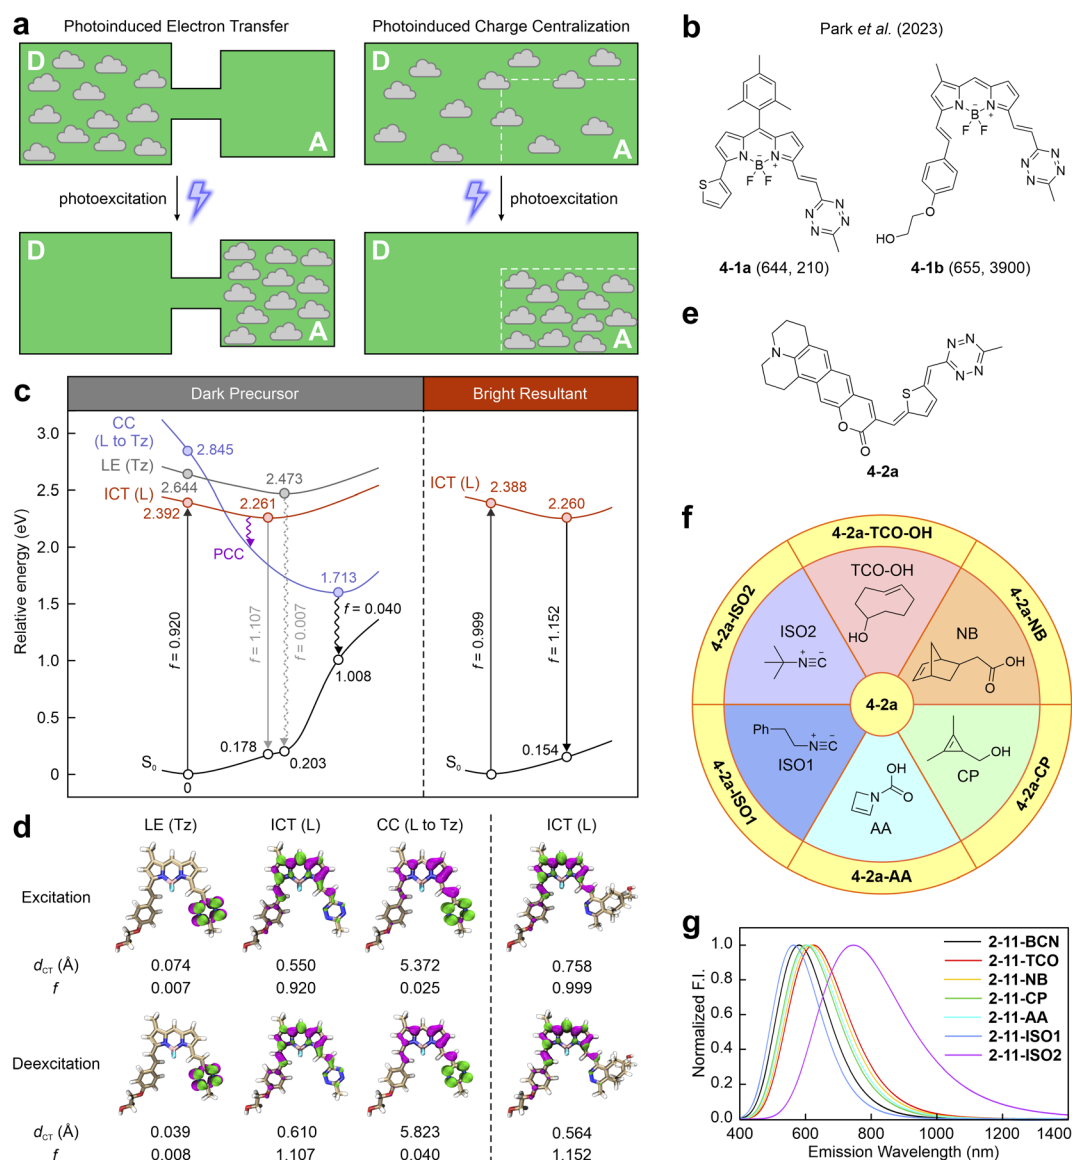 a
Photoinduced Electron Transfer
Photoinduced Charge Centralization
D
A
D
A
photoexcitation
photoexcitation
D
A
D
A
b
Park et al. (2023)
N
B
N
F
F
S
N
N
N
N
4-1a (644, 210)
N
B
N
F
F
N
N
N
N
O
HO
4-1b (655, 3900)
e
N
O
O
S
N
N
N
N
4-2a
c
Dark Precursor
Bright Resultant
Relative energy (eV)
3.0
2.5
2.0
1.5
1.0
0.5
0
CC
(L to Tz)
2.845
LE (Tz)
2.644
2.473
ICT (L)
2.392
2.261
PCC
1.713
f = 0.920
f = 1.107
f = 0.007
f = 0.040
1.008
0.178
0.203
S0
0
ICT (L)
2.388
2.260
f = 0.999
f = 1.152
0.154
S0
d
LE (Tz)
ICT (L)
CC (L to Tz)
ICT (L)
Excitation
dCT (Å)
0.074
0.550
5.372
0.758
f
0.007
0.920
0.025
0.999
Deexcitation
dCT (Å)
0.039
0.610
5.823
0.564
f
0.008
1.107
0.040
1.152
f
4-2a-TCO-OH
4-2a-NB
4-2a-CP
4-2a-AA
4-2a-ISO1
4-2a-ISO2
TCO-OH
HO
NB
OH
O
OH
CP
OH
N
O
AA
Ph
N≡C
ISO1
ISO2
N≡C
4-2a
g
Normalized F.I.
1.0
0.8
0.6
0.4
0.2
0.0
400
600
800
1000
1200
1400
Emission Wavelength (nm)
2-11-BCN
2-11-TCO
2-11-NB
2-11-CP
2-11-AA
2-11-ISO1
2-11-ISO2